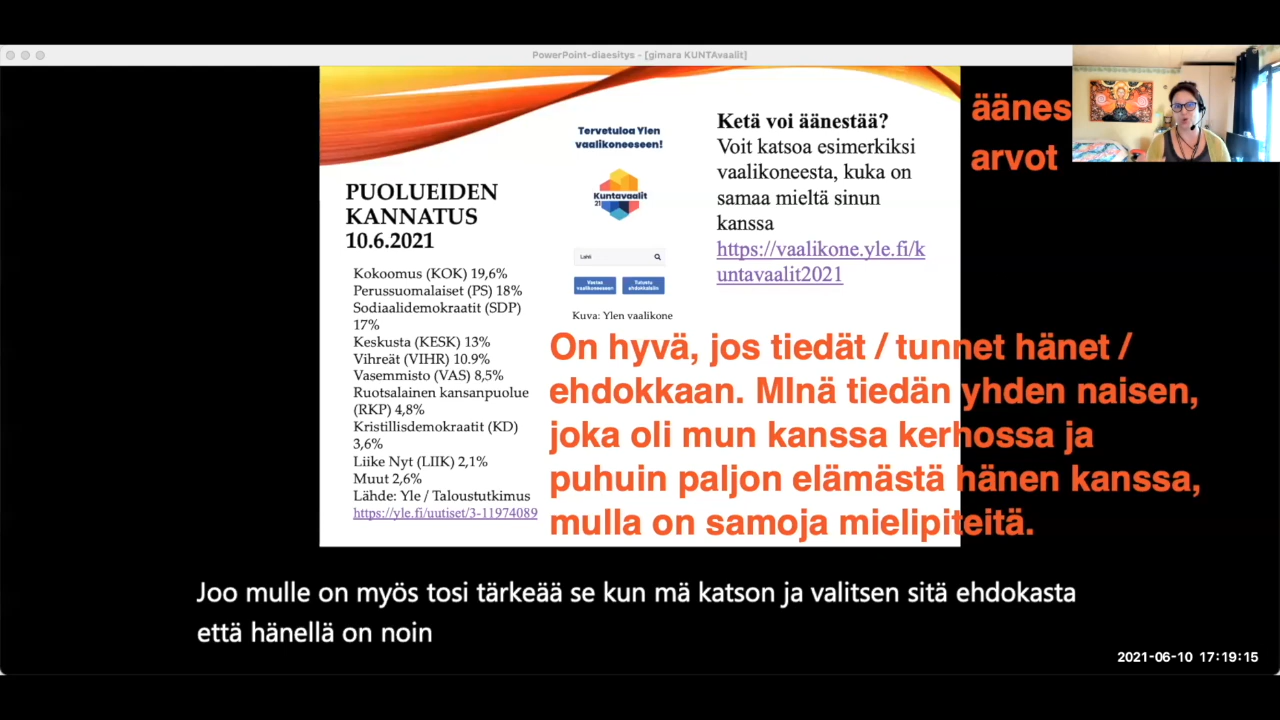 PowerPoint-diaesitys - [gimara KUNTAvaalit]
äänes
arvot
PUOLUEIDEN
KANNATUS
10.6.2021
Kokoomus (KOK) 19,6%
Perussuomalaiset (PS) 18%
Sodiaalidemokraatit (SDP)
17%
Keskusta (KESK) 13%
Vihreät (VIHR) 10.9%
Vasemmisto (VAS) 8,5%
Ruotsalainen kansanpuolue
(RKP) 4,8%
Kristillisdemokraatit (KD)
3,6%
Liike Nyt (LIIK) 2,1%
Muut 2,6%
Lähde: Yle / Taloustutkimus
https://yle.fi/uutiset/3-11974089
Tervetuloa Ylen
vaalikoneeseen!
Kuntavaalit
21
Lahti
Vastaa
vaalikoneeseen
Tutustu
ehdokkaisiin
Kuva: Ylen vaalikone
Ketä voi äänestää?
Voit katsoa esimerkiksi
vaalikoneesta, kuka on
samaa mieltä sinun
kanssa
https://vaalikone.yle.fi/k
untavaalit2021
On hyvä, jos tiedät / tunnet hänet /
ehdokkaan. MInä tiedän yhden naisen,
joka oli mun kanssa kerhossa ja
puhuin paljon elämästä hänen kanssa,
mulla on samoja mielipiteitä.
Joo mulle on myös tosi tärkeää se kun mä katson ja valitsen sitä ehdokasta
että hänellä on noin
2021-06-10 17:19:15